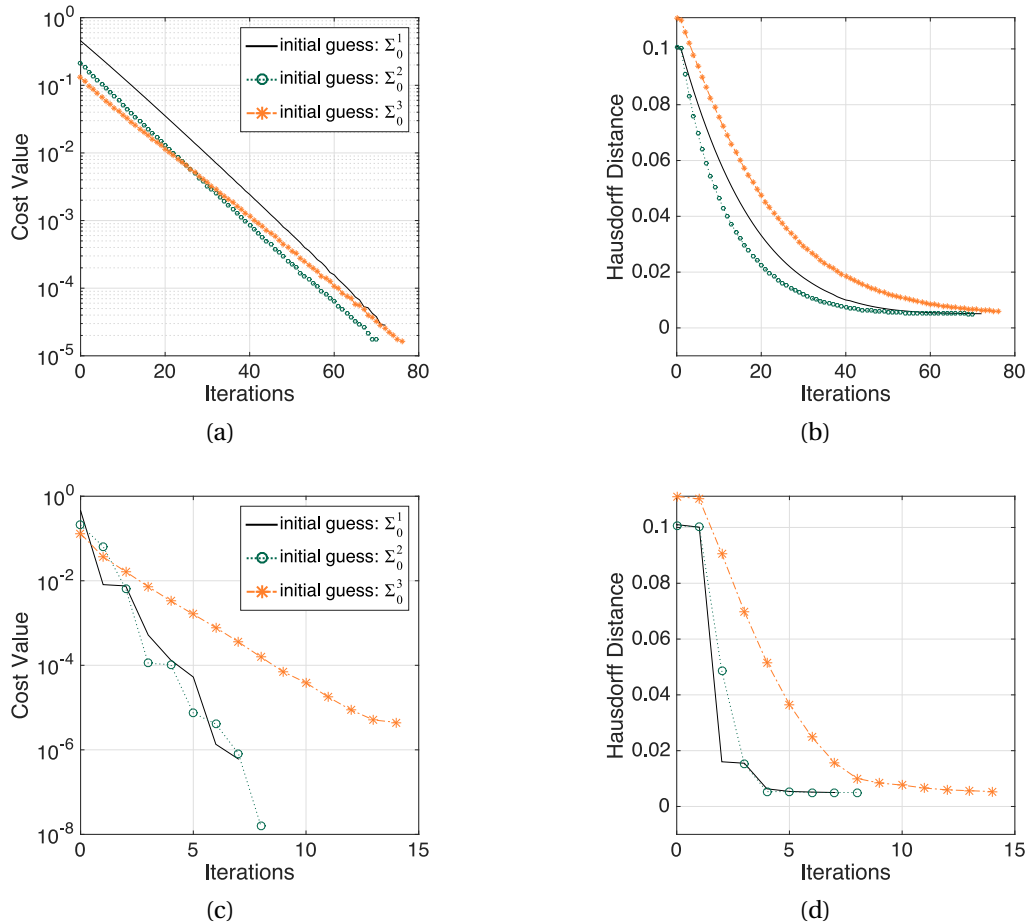 10^0
10^-1
10^-2
10^-3
10^-4
10^-5
Cost Value
0 20 40 60 80
Iterations
initial guess: Σ_0^1
initial guess: Σ_0^2
initial guess: Σ_0^3
(a)
0.1
0.08
0.06
0.04
0.02
0
Hausdorff Distance
0 20 40 60 80
Iterations
(b)
10^0
10^-2
10^-4
10^-6
10^-8
Cost Value
0 5 10 15
Iterations
initial guess: Σ_0^1
initial guess: Σ_0^2
initial guess: Σ_0^3
(c)
0.1
0.08
0.06
0.04
0.02
0
Hausdorff Distance
0 5 10 15
Iterations
(d)